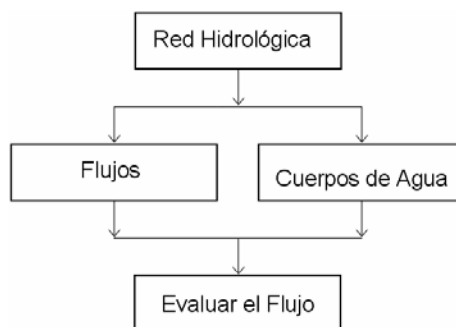 Red Hidrológica
Flujos
Cuerpos de Agua
Evaluar el Flujo